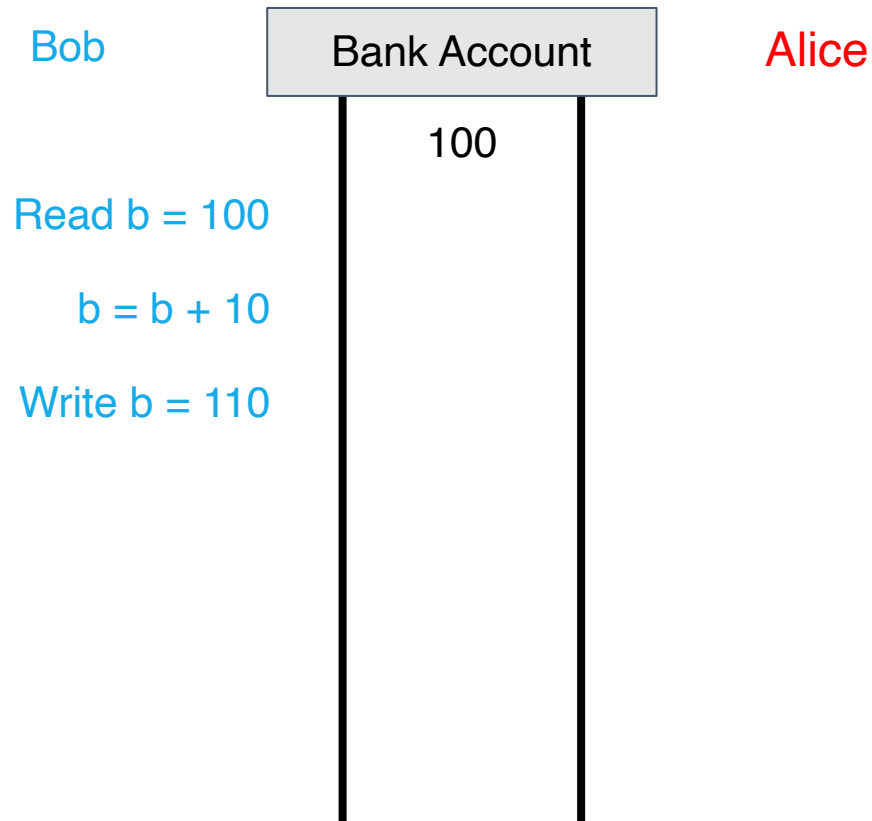 Bob
Bank Account
Alice
100
Read b = 100
b = b + 10
Write b = 110